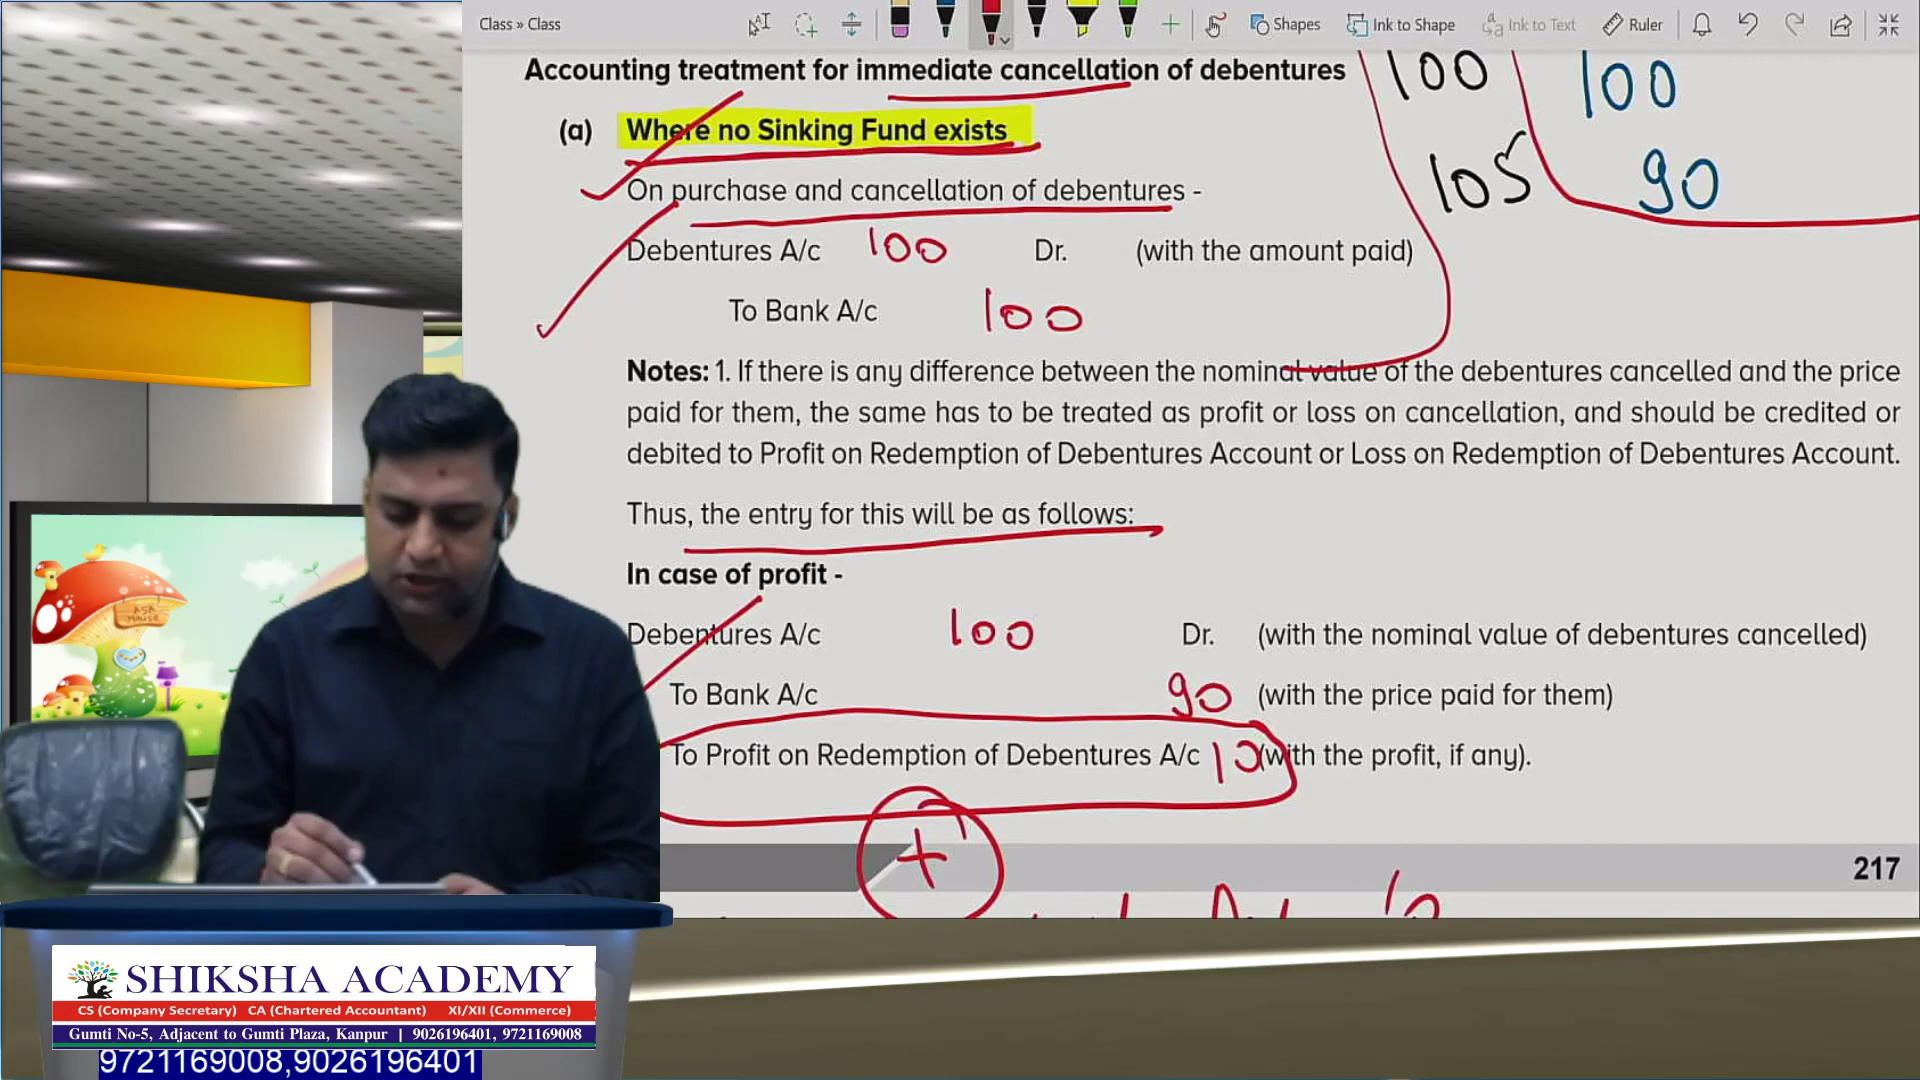 Class » Class
Shapes
Ink to Shape
Ink to Text
Ruler
Accounting treatment for immediate cancellation of debentures
100
100
(a) Where no Sinking Fund exists
105
90
On purchase and cancellation of debentures -
Debentures A/c 100 Dr. (with the amount paid)
To Bank A/c 100
Notes: 1. If there is any difference between the nominal value of the debentures cancelled and the price
paid for them, the same has to be treated as profit or loss on cancellation, and should be credited or
debited to Profit on Redemption of Debentures Account or Loss on Redemption of Debentures Account.
Thus, the entry for this will be as follows:
In case of profit -
Debentures A/c 100 Dr. (with the nominal value of debentures cancelled)
To Bank A/c 90 (with the price paid for them)
To Profit on Redemption of Debentures A/c 10 (with the profit, if any).
+
217
ASA
House
SHIKSHA ACADEMY
CS (Company Secretary) CA (Chartered Accountant) XI/XII (Commerce)
Gumti No-5, Adjacent to Gumti Plaza, Kanpur | 9026196401, 9721169008
9721169008,9026196401